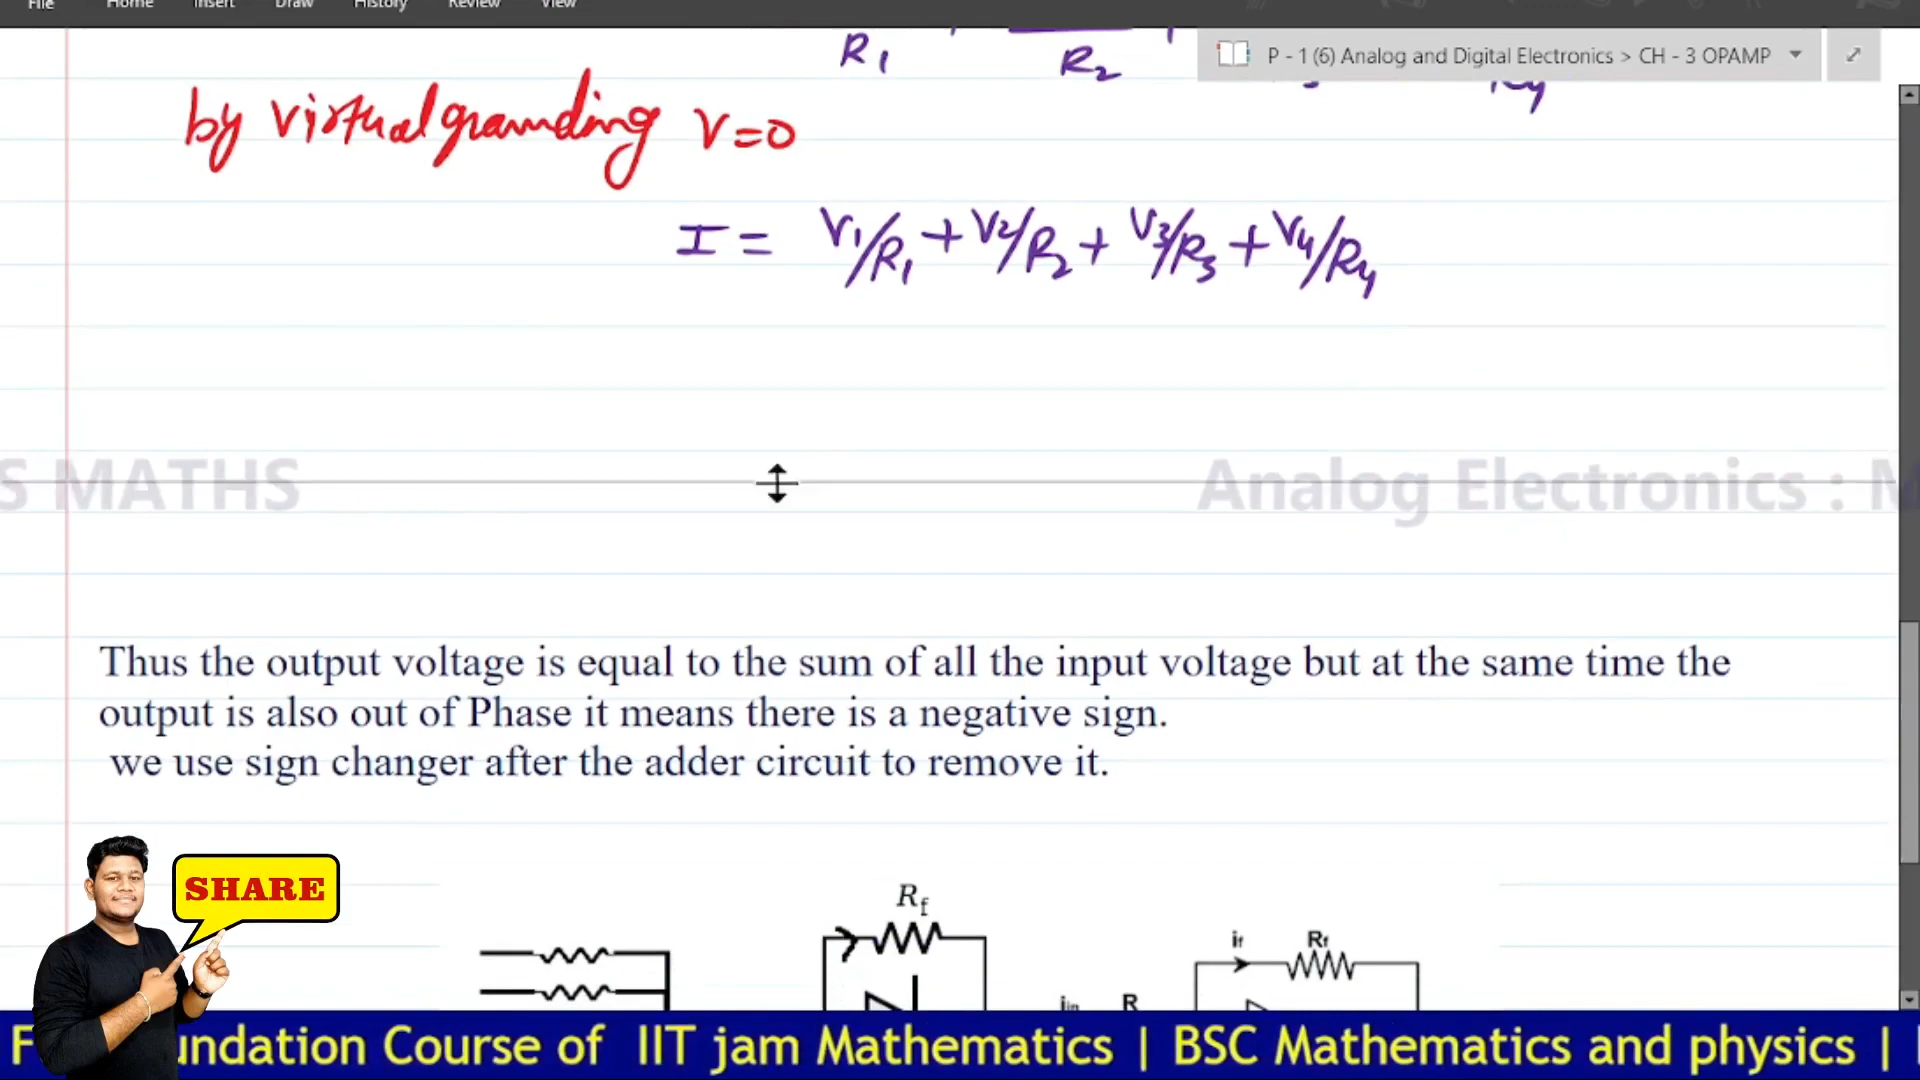 File Home Insert Draw History Review View
R1 R2
P - 1 (6) Analog and Digital Electronics > CH - 3 OPAMP
by virtual grounding V=0
I = V1/R1 + V2/R2 + V3/R3 + V4/R4
S MATHS Analog Electronics : M
Thus the output voltage is equal to the sum of all the input voltage but at the same time the
output is also out of Phase it means there is a negative sign.
we use sign changer after the adder circuit to remove it.
SHARE
Rf
if Rf
iin R
F undation Course of IIT jam Mathematics | BSC Mathematics and physics |